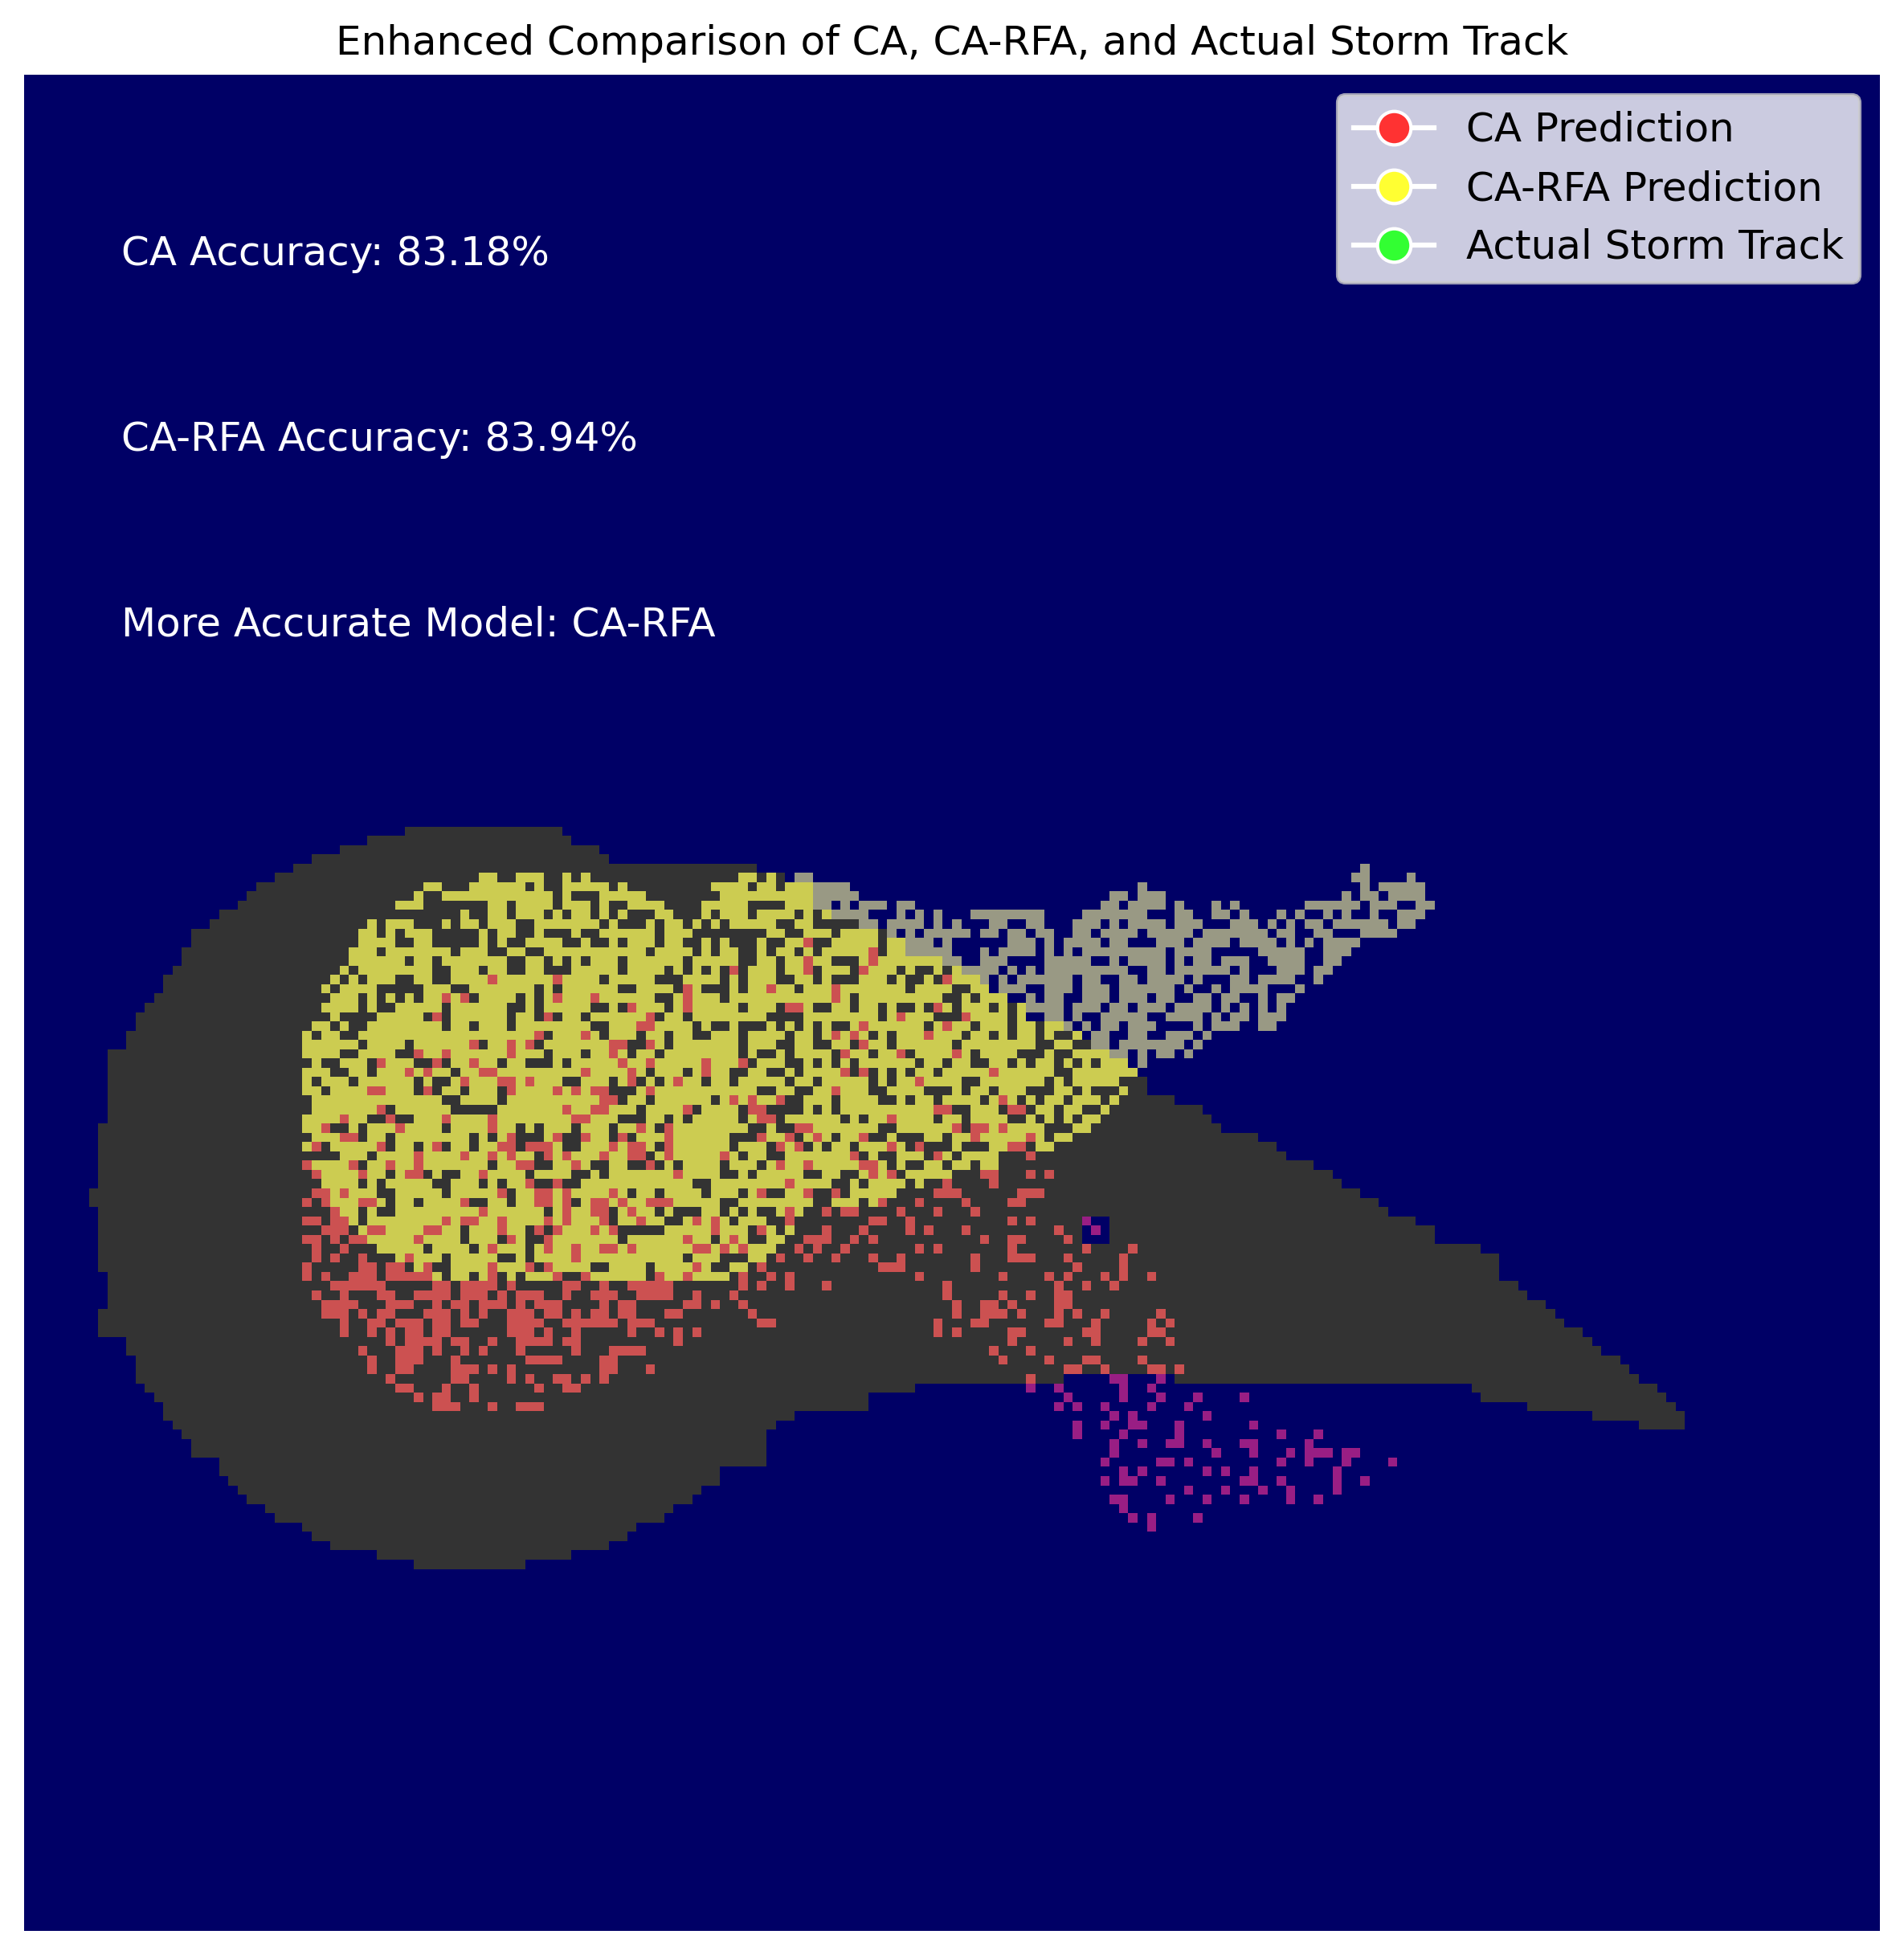 Enhanced Comparison of CA, CA-RFA, and Actual Storm Track
CA Prediction
CA-RFA Prediction
Actual Storm Track
CA Accuracy: 83.18%
CA-RFA Accuracy: 83.94%
More Accurate Model: CA-RFA